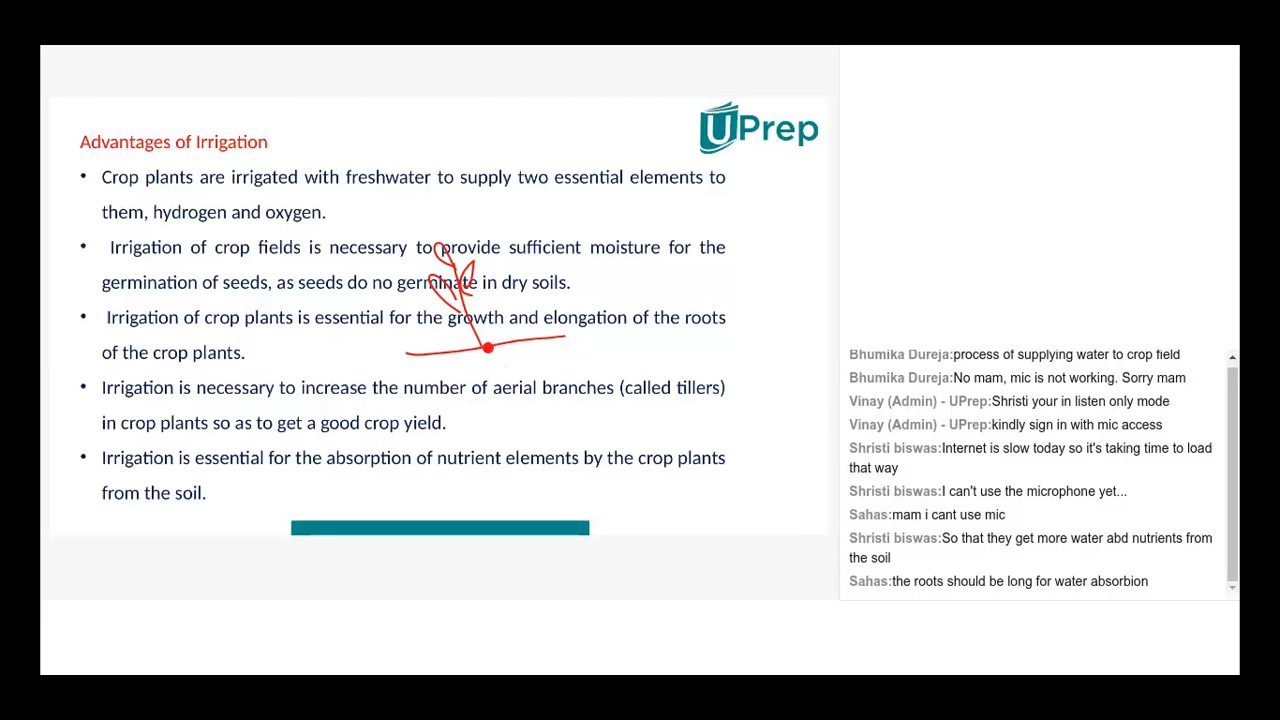 UPrep
Advantages of Irrigation
• Crop plants are irrigated with freshwater to supply two essential elements to
them, hydrogen and oxygen.
• Irrigation of crop fields is necessary to provide sufficient moisture for the
germination of seeds, as seeds do no germinate in dry soils.
• Irrigation of crop plants is essential for the growth and elongation of the roots
of the crop plants.
• Irrigation is necessary to increase the number of aerial branches (called tillers)
in crop plants so as to get a good crop yield.
• Irrigation is essential for the absorption of nutrient elements by the crop plants
from the soil.
Bhumika Dureja:process of supplying water to crop field
Bhumika Dureja:No mam, mic is not working. Sorry mam
Vinay (Admin) - UPrep:Shristi your in listen only mode
Vinay (Admin) - UPrep:kindly sign in with mic access
Shristi biswas:Internet is slow today so it's taking time to load
that way
Shristi biswas:I can't use the microphone yet...
Sahas:mam i cant use mic
Shristi biswas:So that they get more water abd nutrients from
the soil
Sahas:the roots should be long for water absorbion